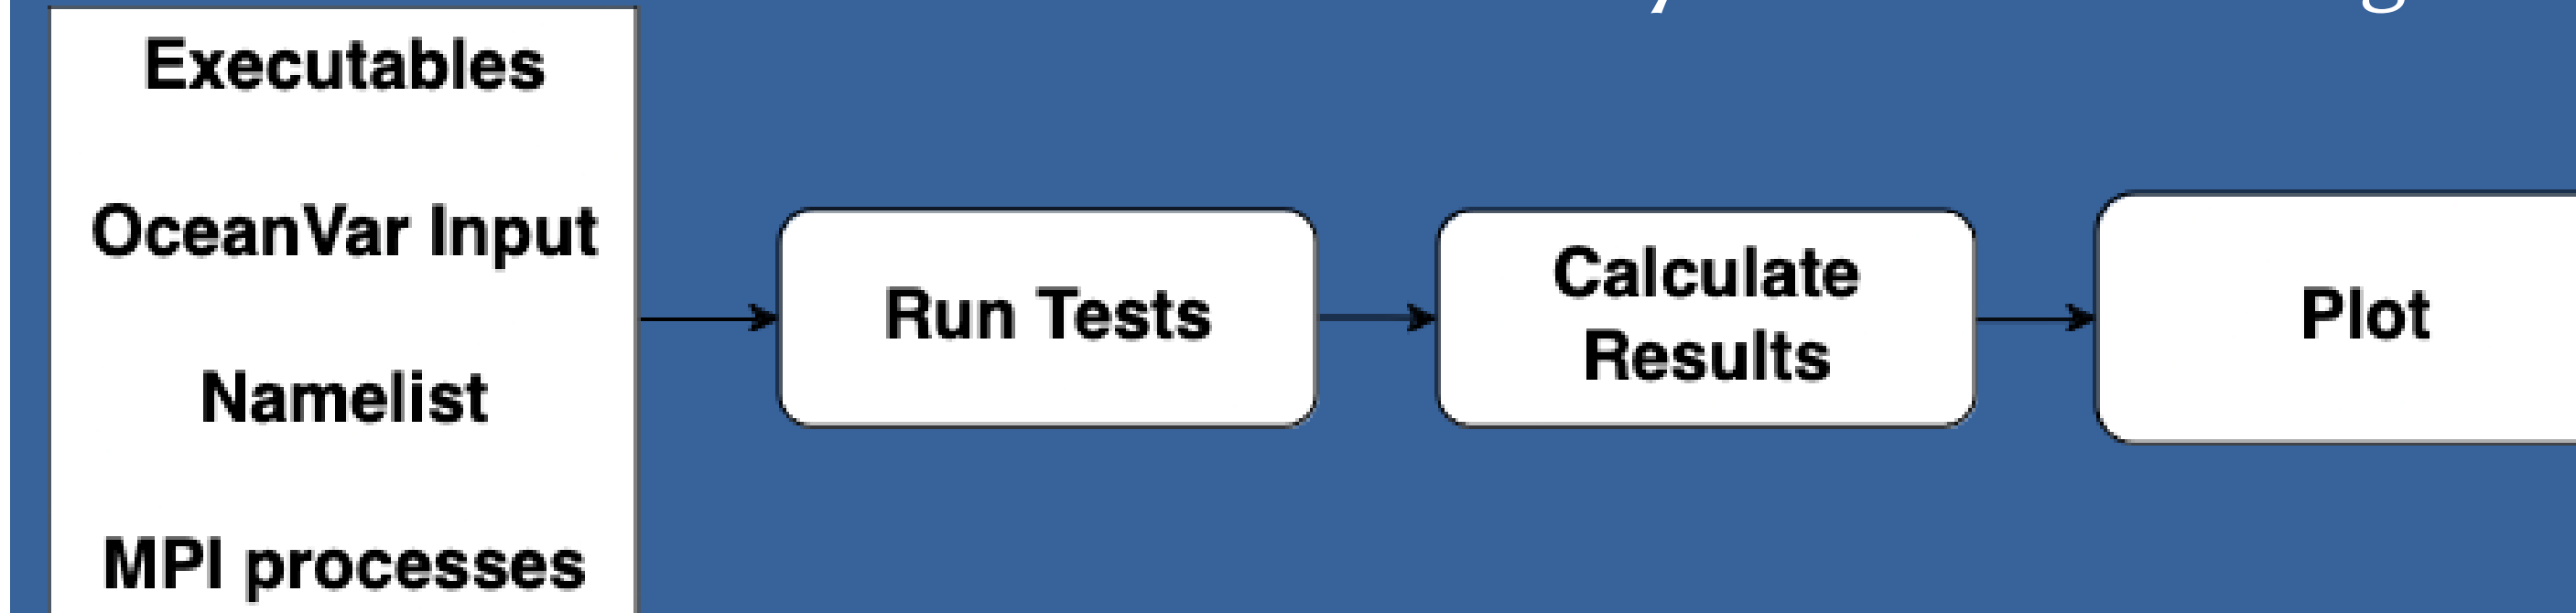 Executables
OceanVar Input
Namelist
MPI processes
Run Tests
Calculate
Results
Plot